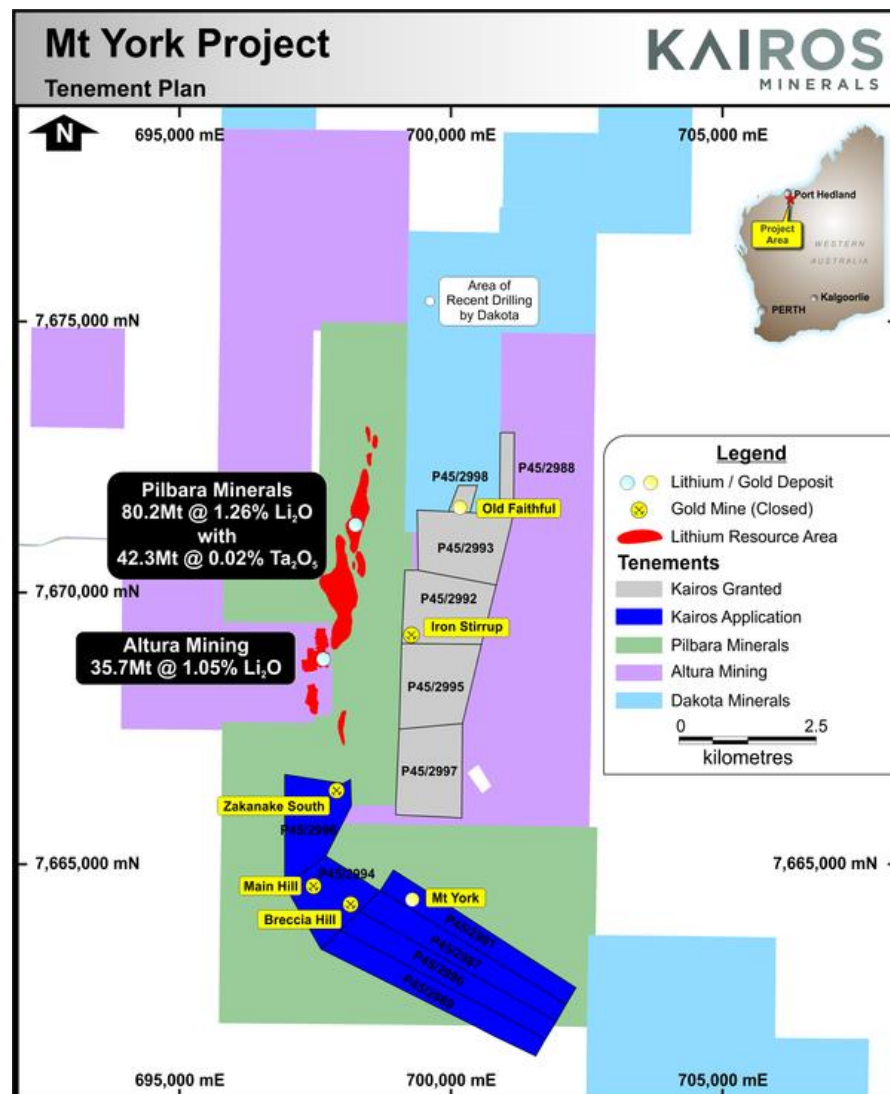 Mt York Project
Tenement Plan
KAIROS
MINERALS
N
695,000 mE
700,000 mE
705,000 mE
Port Hedland
Project
Area
WESTERN
AUSTRALIA
Kalgoorlie
PERTH
Area of
Recent Drilling
by Dakota
7,675,000 mN
P45/2988
P45/2998
Old Faithful
Pilbara Minerals
80.2Mt @ 1.26% Li₂O
with
42.3Mt @ 0.02% Ta₂O₅
P45/2993
7,670,000 mN
P45/2992
Iron Stirrup
Altura Mining
35.7Mt @ 1.05% Li₂O
P45/2995
P45/2997
Legend
Lithium / Gold Deposit
Gold Mine (Closed)
Lithium Resource Area
Tenements
Kairos Granted
Kairos Application
Pilbara Minerals
Altura Mining
Dakota Minerals
0 2.5
kilometres
Zakanake South
7,665,000 mN
7,665,000 mN
P45/2994
Main Hill
Mt York
Breccia Hill
695,000 mE
700,000 mE
705,000 mE